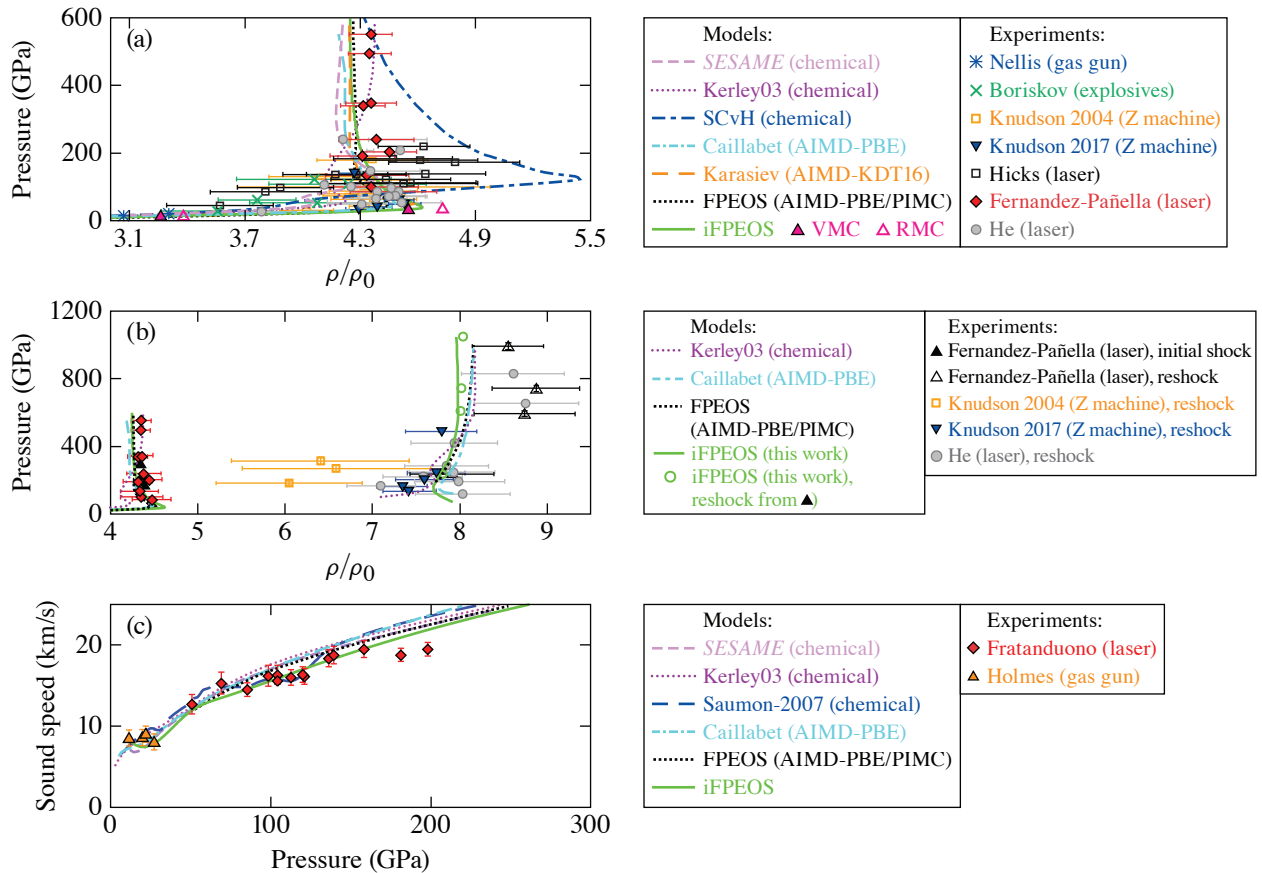 (a)
600
400
200
0
Pressure (GPa)
3.1 3.7 4.3 4.9 5.5
ρ/ρ0
Models:
SESAME (chemical)
Kerley03 (chemical)
SCvH (chemical)
Caillabet (AIMD-PBE)
Karasiev (AIMD-KDT16)
FPEOS (AIMD-PBE/PIMC)
iFPEOS VMC RMC
Experiments:
Nellis (gas gun)
Boriskov (explosives)
Knudson 2004 (Z machine)
Knudson 2017 (Z machine)
Hicks (laser)
Fernandez-Pañella (laser)
He (laser)
(b)
1200
800
400
0
Pressure (GPa)
4 5 6 7 8 9
ρ/ρ0
Models:
Kerley03 (chemical)
Caillabet (AIMD-PBE)
FPEOS
(AIMD-PBE/PIMC)
iFPEOS (this work)
iFPEOS (this work),
reshock from ▲)
Experiments:
Fernandez-Pañella (laser), initial shock
Fernandez-Pañella (laser), reshock
Knudson 2004 (Z machine), reshock
Knudson 2017 (Z machine), reshock
He (laser), reshock
(c)
20
10
0
Sound speed (km/s)
0 100 200 300
Pressure (GPa)
Models:
SESAME (chemical)
Kerley03 (chemical)
Saumon-2007 (chemical)
Caillabet (AIMD-PBE)
FPEOS (AIMD-PBE/PIMC)
iFPEOS
Experiments:
Fratanduono (laser)
Holmes (gas gun)